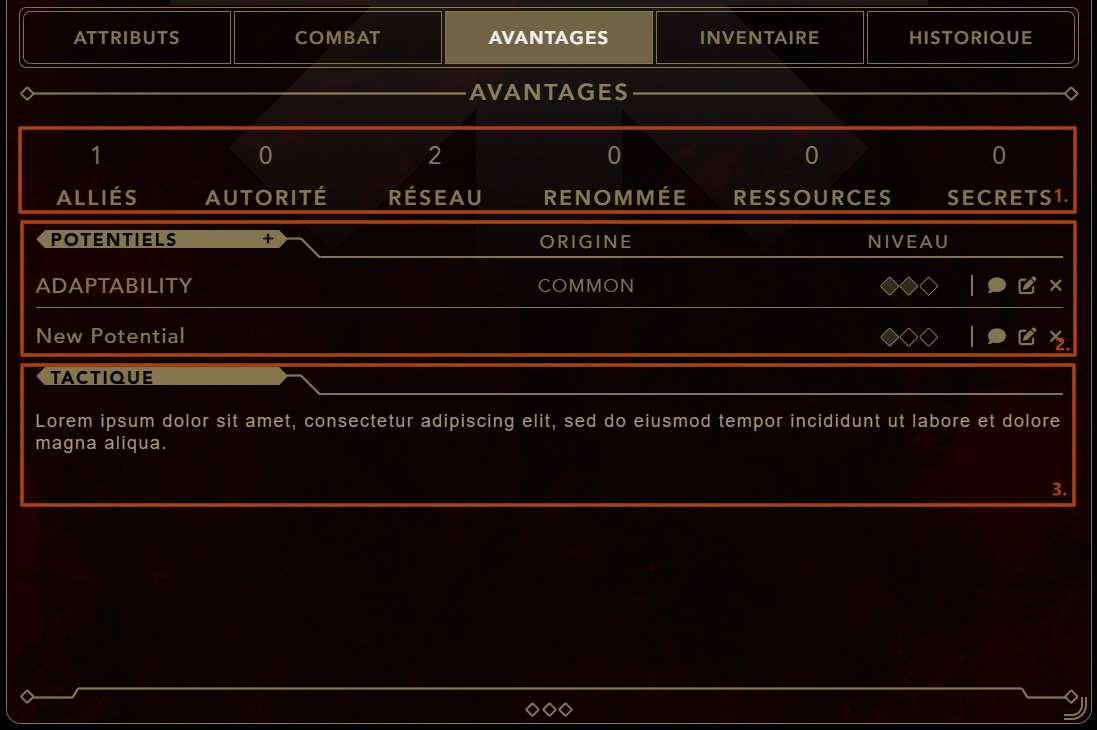 ATTRIBUTS COMBAT AVANTAGES INVENTAIRE HISTORIQUE
AVANTAGES
1 0 2 0 0 0
ALLIÉS AUTORITÉ RÉSEAU RENOMMÉE RESSOURCES SECRETS 1.
POTENTIELS + ORIGINE NIVEAU
ADAPTABILITY COMMON
New Potential
2.
TACTIQUE
Lorem ipsum dolor sit amet, consectetur adipiscing elit, sed do eiusmod tempor incididunt ut labore et dolore
magna aliqua.
3.